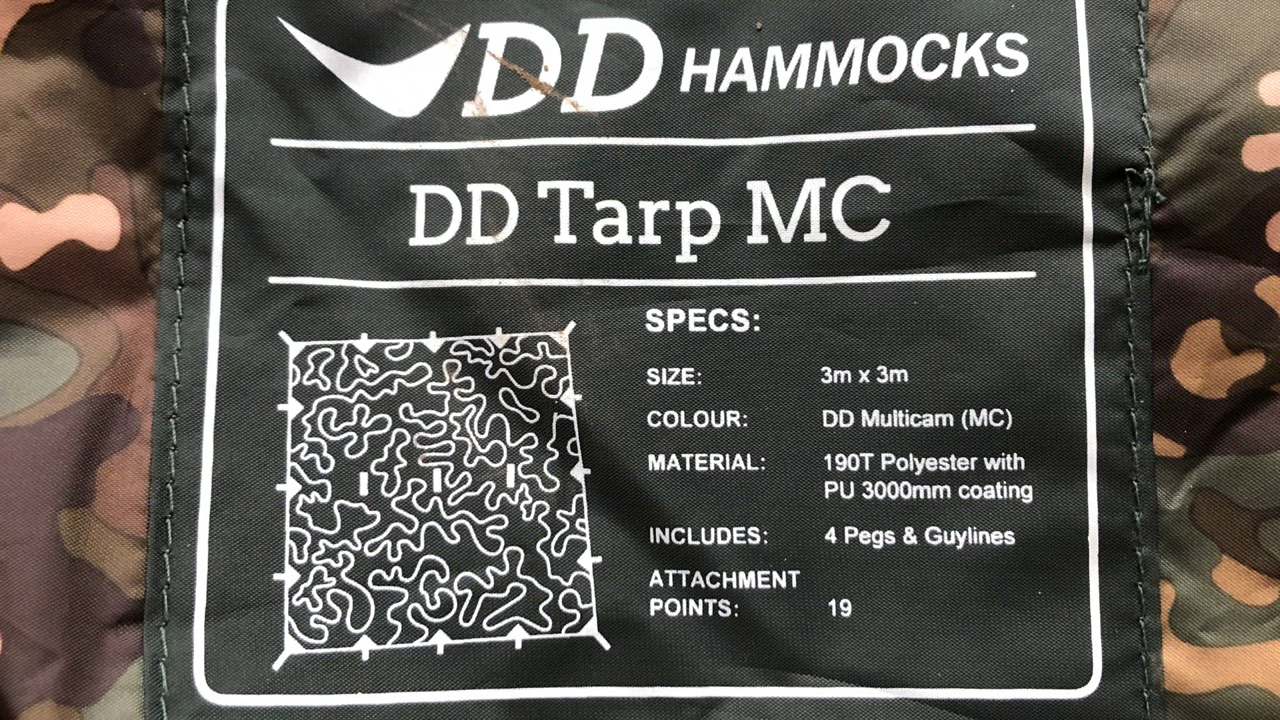 DD HAMMOCKS
DD Tarp MC
SPECS:
SIZE: 3m x 3m
COLOUR: DD Multicam (MC)
MATERIAL: 190T Polyester with
PU 3000mm coating
INCLUDES: 4 Pegs & Guylines
ATTACHMENT
POINTS: 19